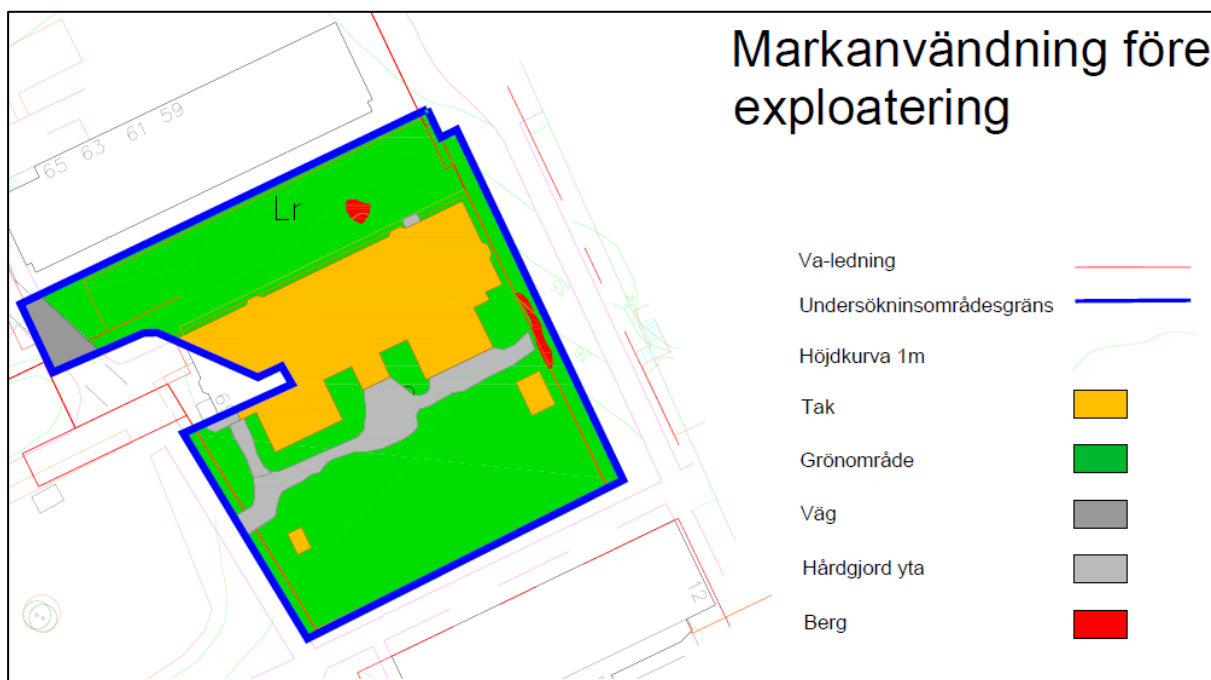 Markanvändning före
exploatering
65 63 61 59
Lr
Va-ledning
Undersökninsområdesgräns
Höjdkurva 1m
Tak
Grönområde
Väg
Hårdgjord yta
Berg
12